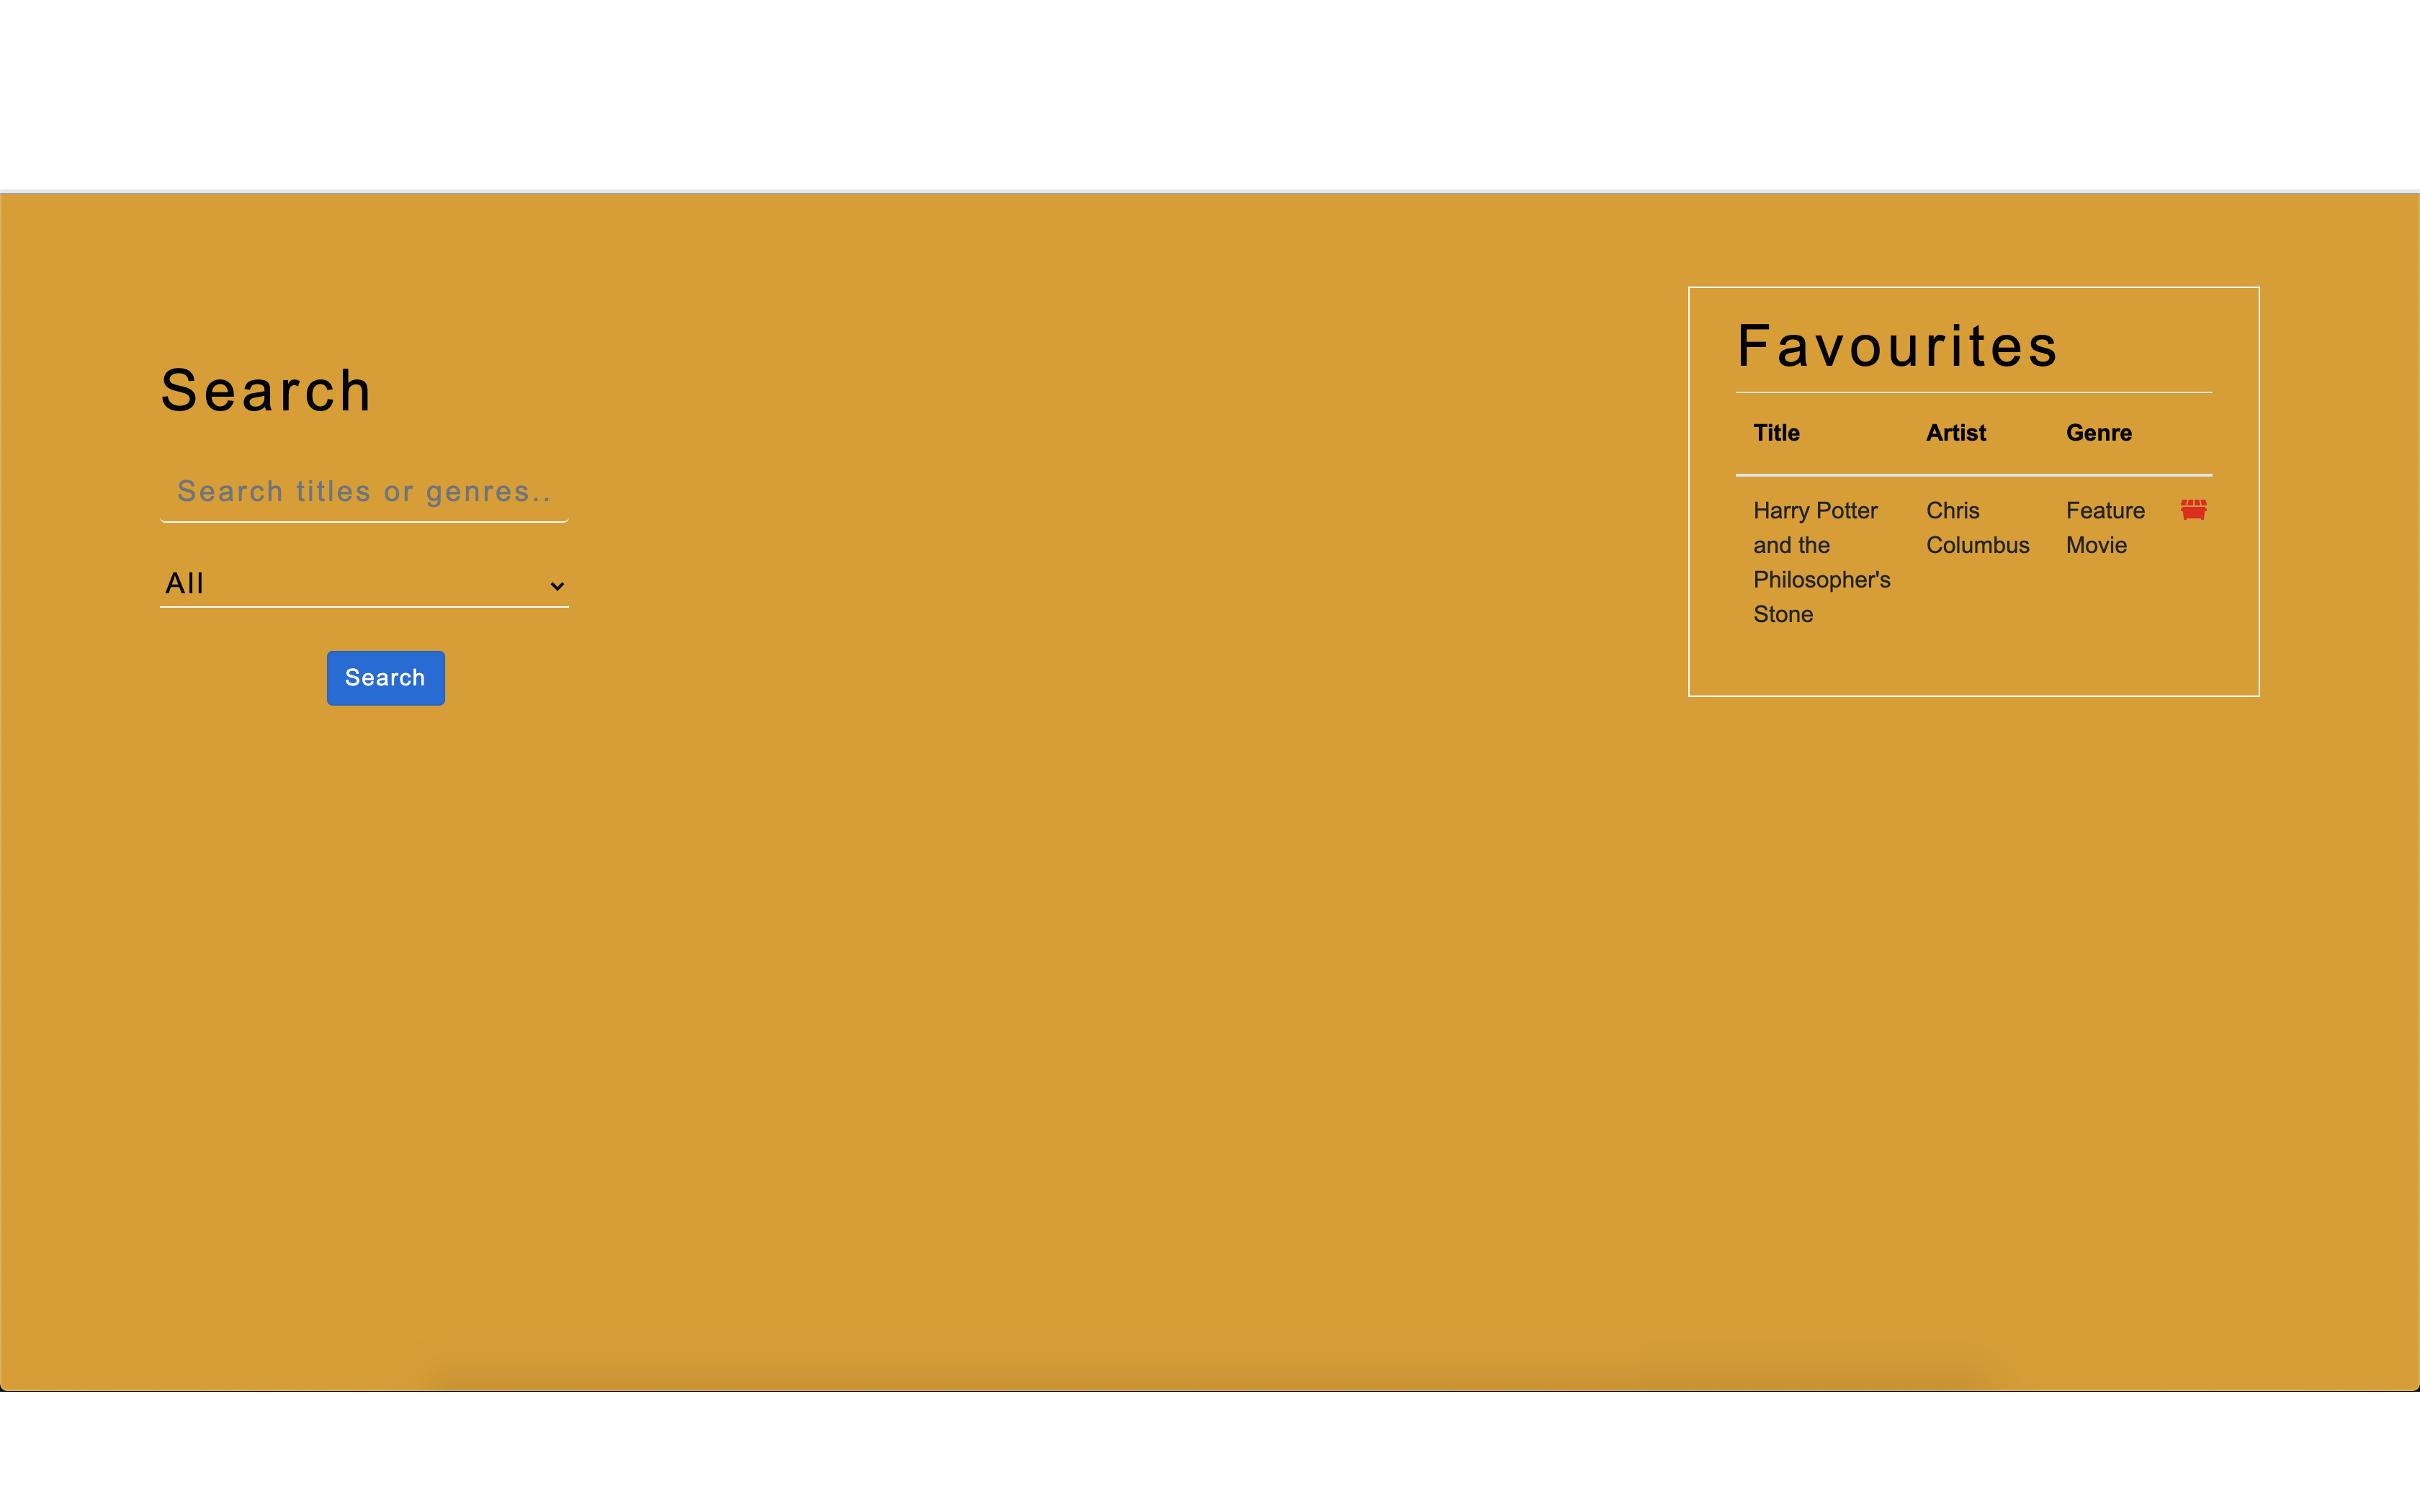 Search
Search titles or genres..
All
Search
Favourites
Title Artist Genre
Harry Potter and the Philosopher's Stone
Chris Columbus
Feature Movie